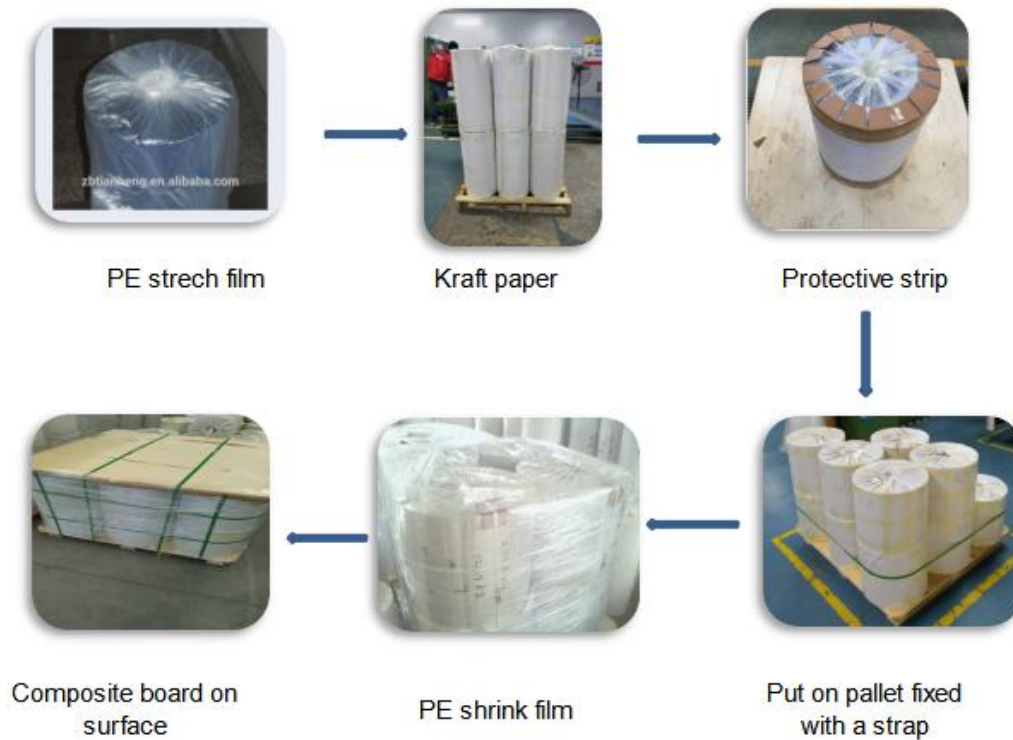 zbtianheng.en.alibaba.com
PE strech film
Kraft paper
Protective strip
Composite board on
surface
PE shrink film
Put on pallet fixed
with a strap